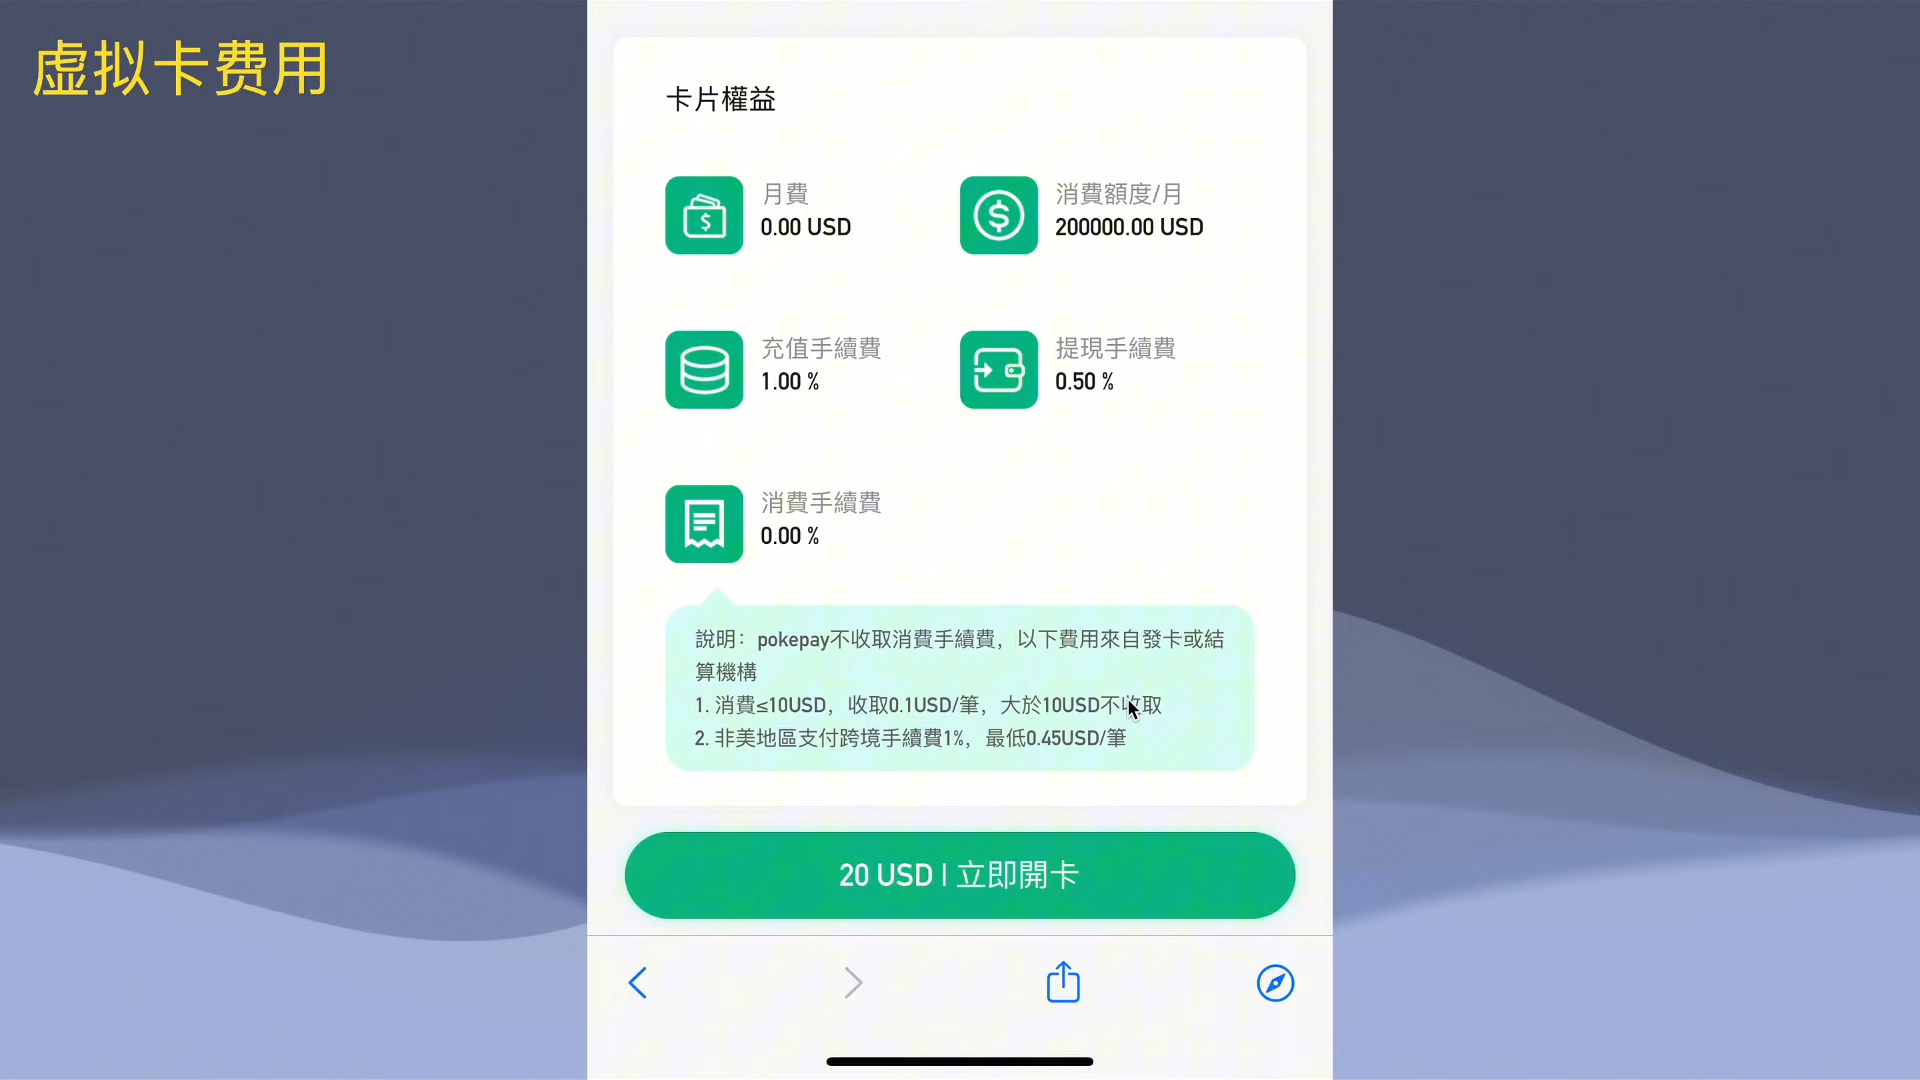 虚拟卡费用
卡片權益
月費
0.00 USD
消費額度/月
200000.00 USD
充值手續費
1.00 %
提現手續費
0.50 %
消費手續費
0.00 %
說明：pokepay不收取消費手續費，以下費用來自發卡或結
算機構
1. 消費≤10USD，收取0.1USD/筆，大於10USD不收取
2. 非美地區支付跨境手續費1%，最低0.45USD/筆
20 USD | 立即開卡